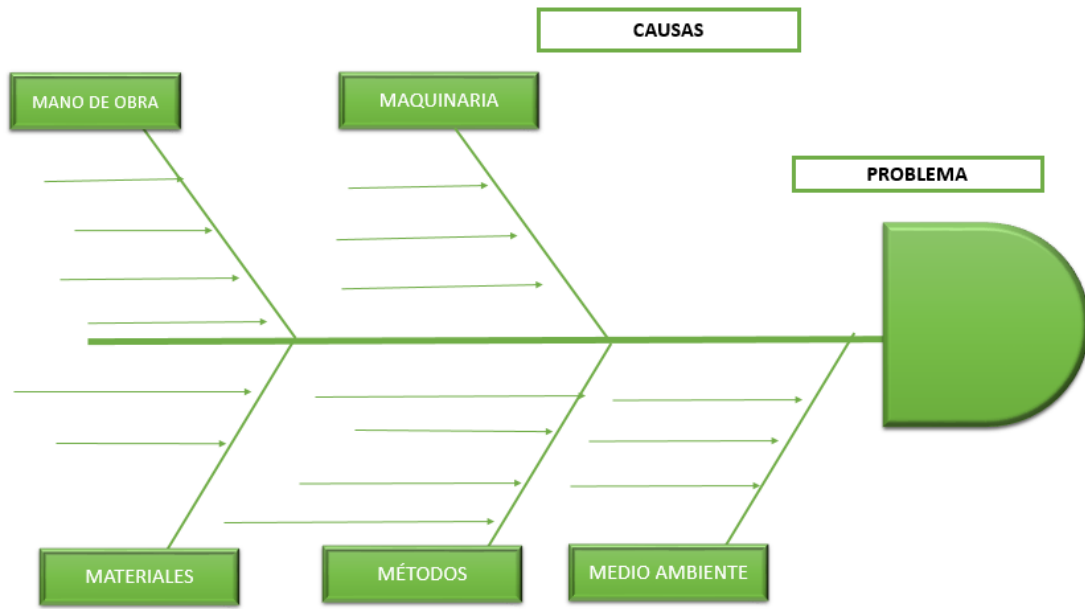 CAUSAS
MANO DE OBRA
MAQUINARIA
PROBLEMA
MATERIALES
MÉTODOS
MEDIO AMBIENTE